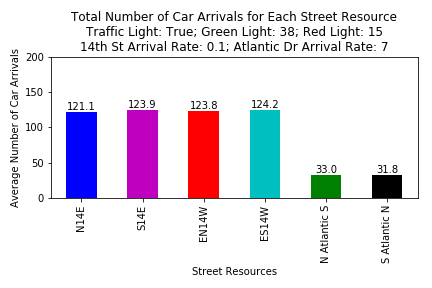 Total Number of Car Arrivals for Each Street Resource
Traffic Light: True; Green Light: 38; Red Light: 15
14th St Arrival Rate: 0.1; Atlantic Dr Arrival Rate: 7
Average Number of Car Arrivals
200
150
100
50
0
121.1
123.9
123.8
124.2
33.0
31.8
N14E
S14E
EN14W
ES14W
N Atlantic S
S Atlantic N
Street Resources